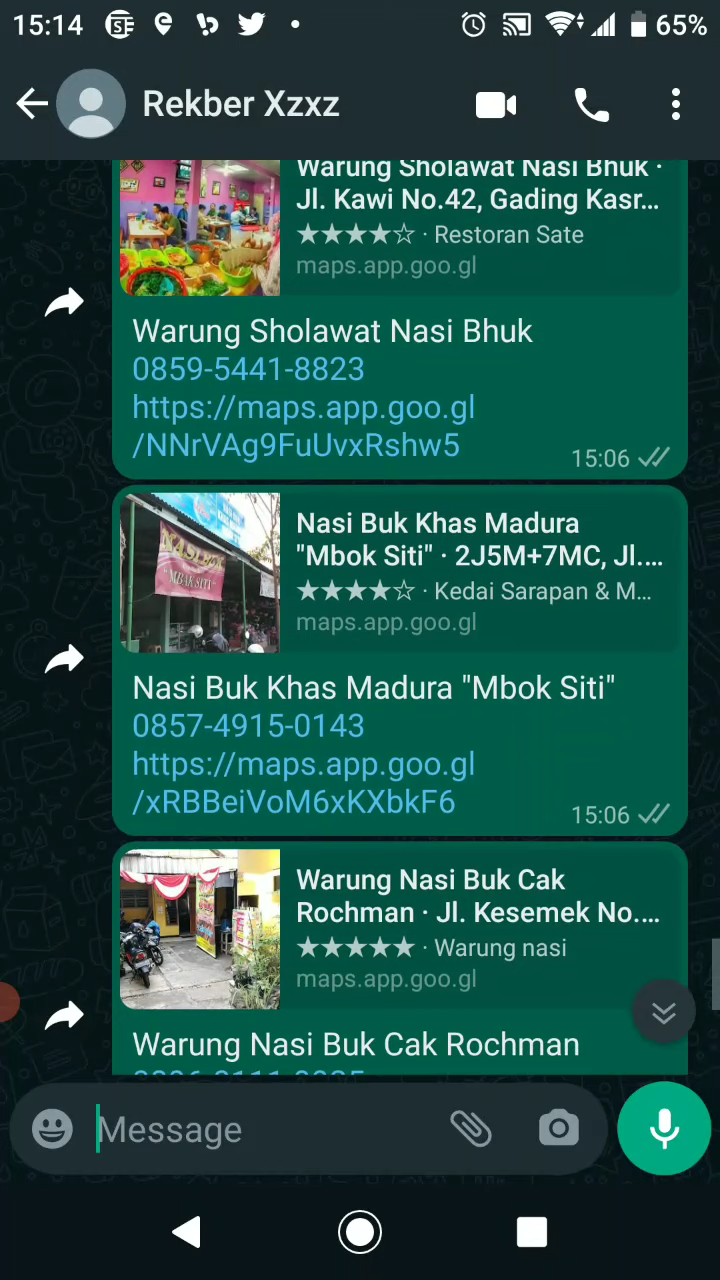 15:14
65%
Rekber Xzxz
Warung Sholawat Nasi Bhuk ·
Jl. Kawi No.42, Gading Kasr...
★★★★☆ · Restoran Sate
maps.app.goo.gl
Warung Sholawat Nasi Bhuk
0859-5441-8823
https://maps.app.goo.gl
/NNrVAg9FuUvxRshw5
15:06
Nasi Buk Khas Madura
"Mbok Siti" · 2J5M+7MC, Jl....
★★★★☆ · Kedai Sarapan & M...
maps.app.goo.gl
NASI BUK
"MBAK SITI"
Nasi Buk Khas Madura "Mbok Siti"
0857-4915-0143
https://maps.app.goo.gl
/xRBBeiVoM6xKXbkF6
15:06
Warung Nasi Buk Cak
Rochman · Jl. Kesemek No....
★★★★★ · Warung nasi
maps.app.goo.gl
Warung Nasi Buk Cak Rochman
Message